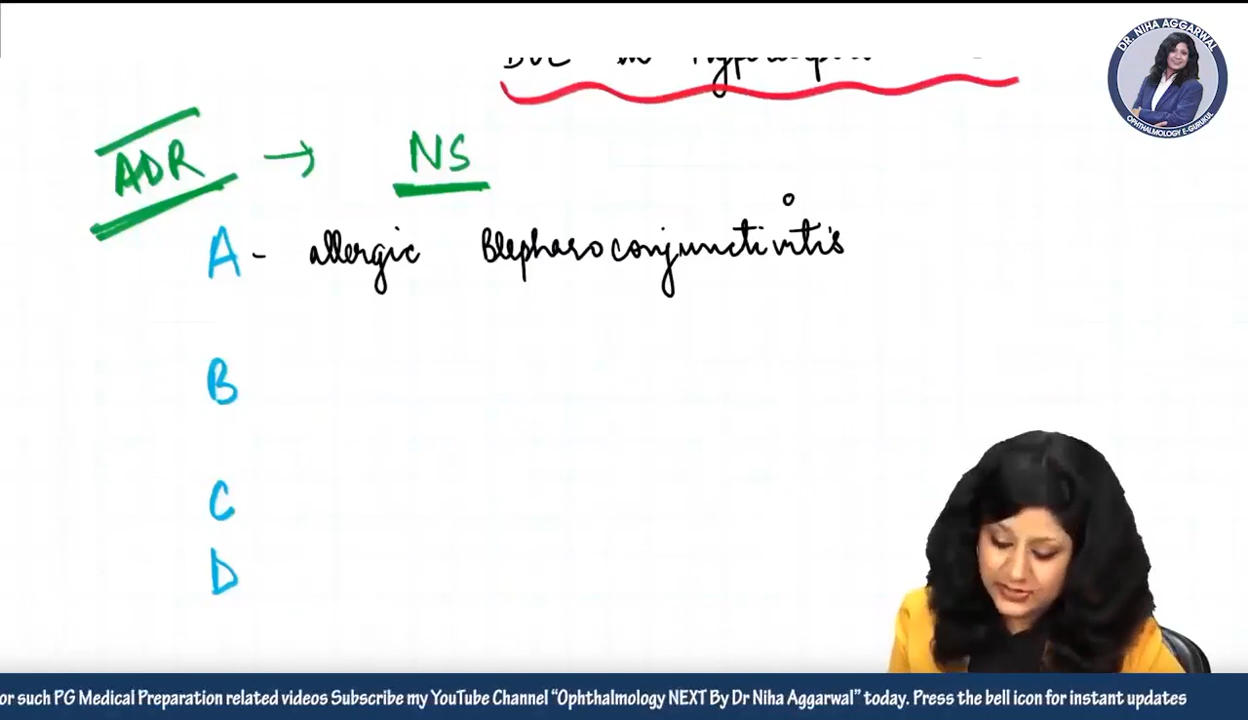 DR. NIHA AGGARWAL
OPHTHALMOLOGY E-GURUKUL
ADR → NS
A - allergic Blepharoconjunctivitis
B
C
D
or such PG Medical Preparation related videos Subscribe my YouTube Channel “Ophthalmology NEXT By Dr Niha Aggarwal” today. Press the bell icon for instant updates